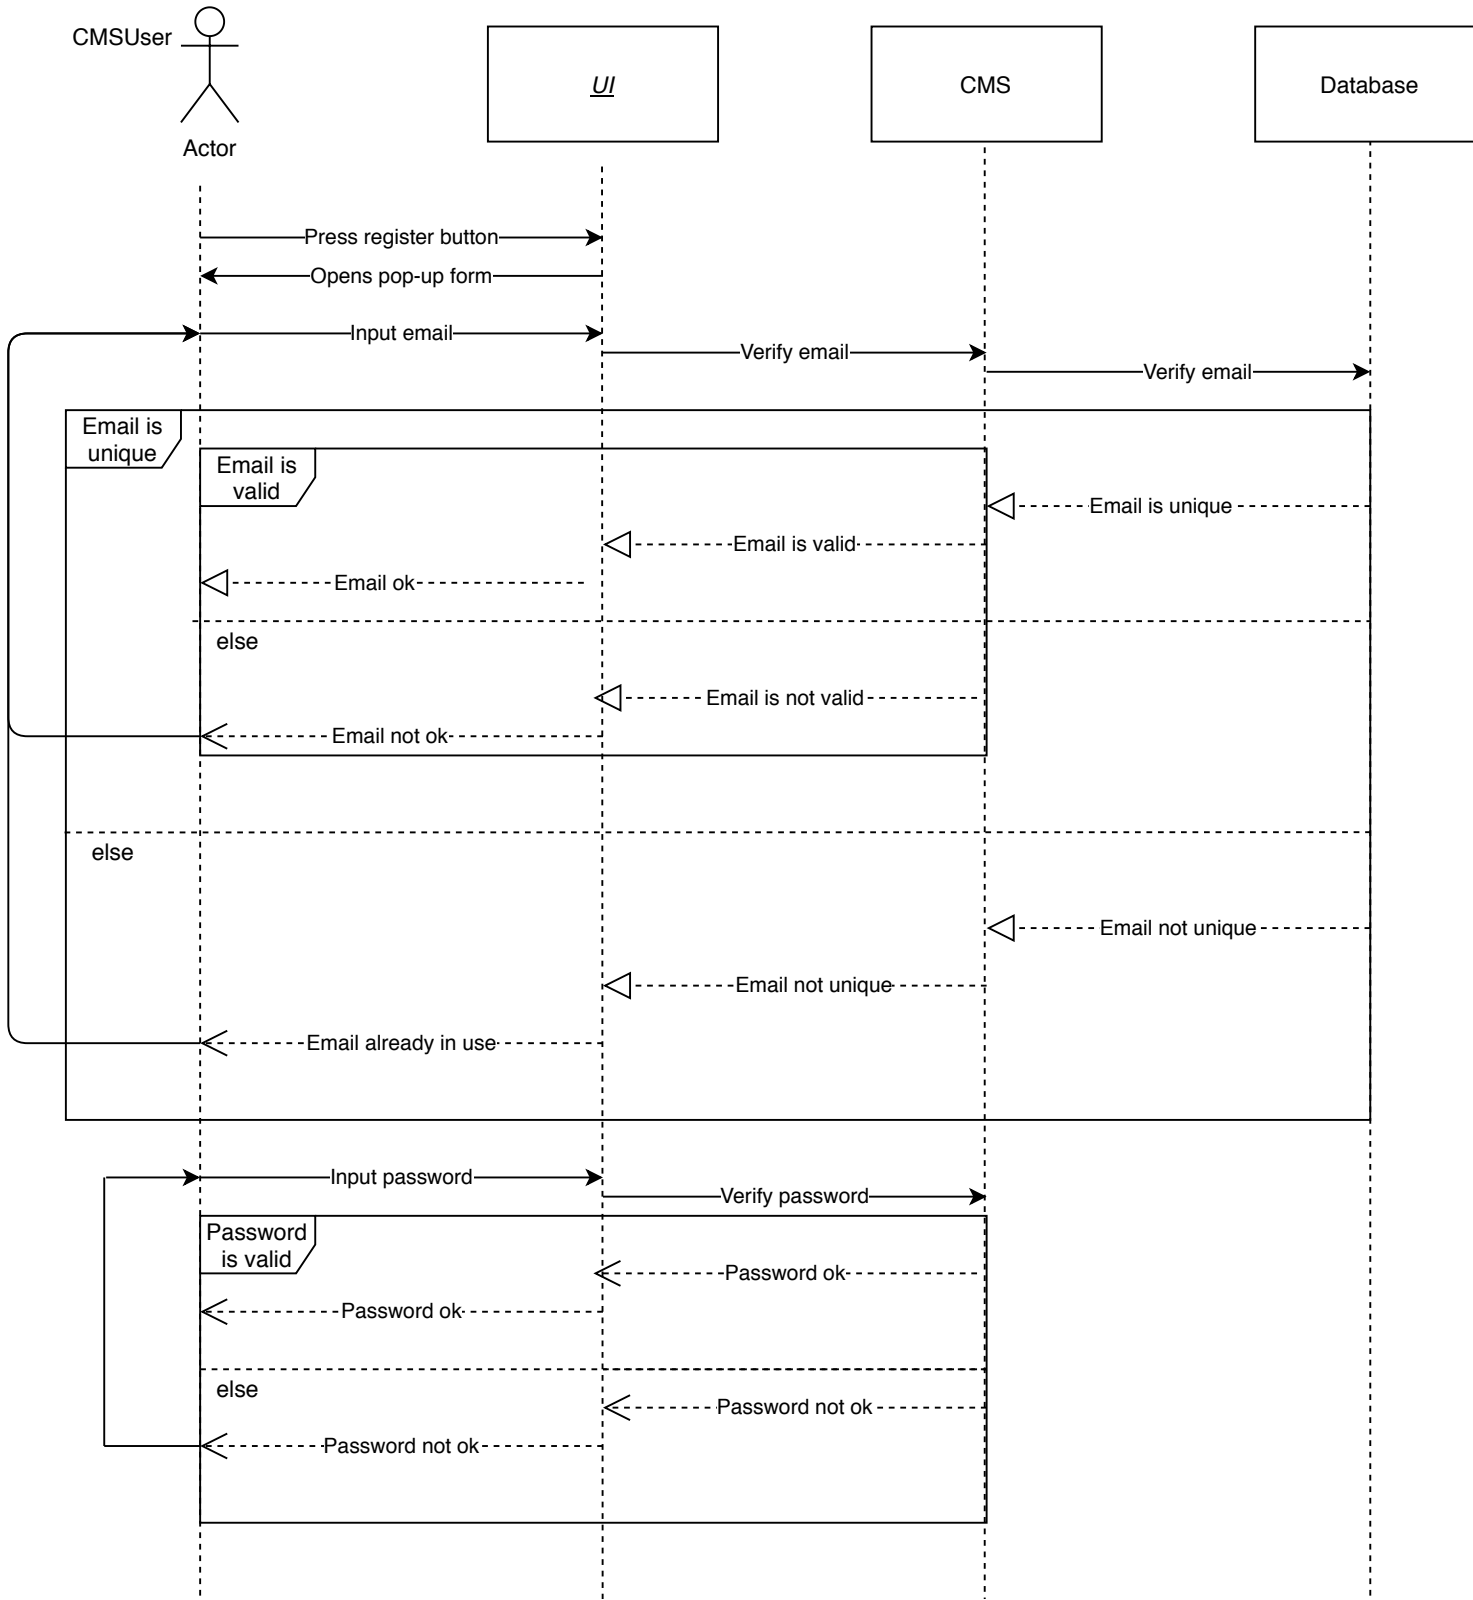 CMSUser
Actor
UI
CMS
Database
Press register button
Opens pop-up form
Input email
Verify email
Verify email
Email is
unique
Email is
valid
Email is unique
Email is valid
Email ok
else
Email is not valid
Email not ok
else
Email not unique
Email not unique
Email already in use
Input password
Verify password
Password
is valid
Password ok
Password ok
else
Password not ok
Password not ok